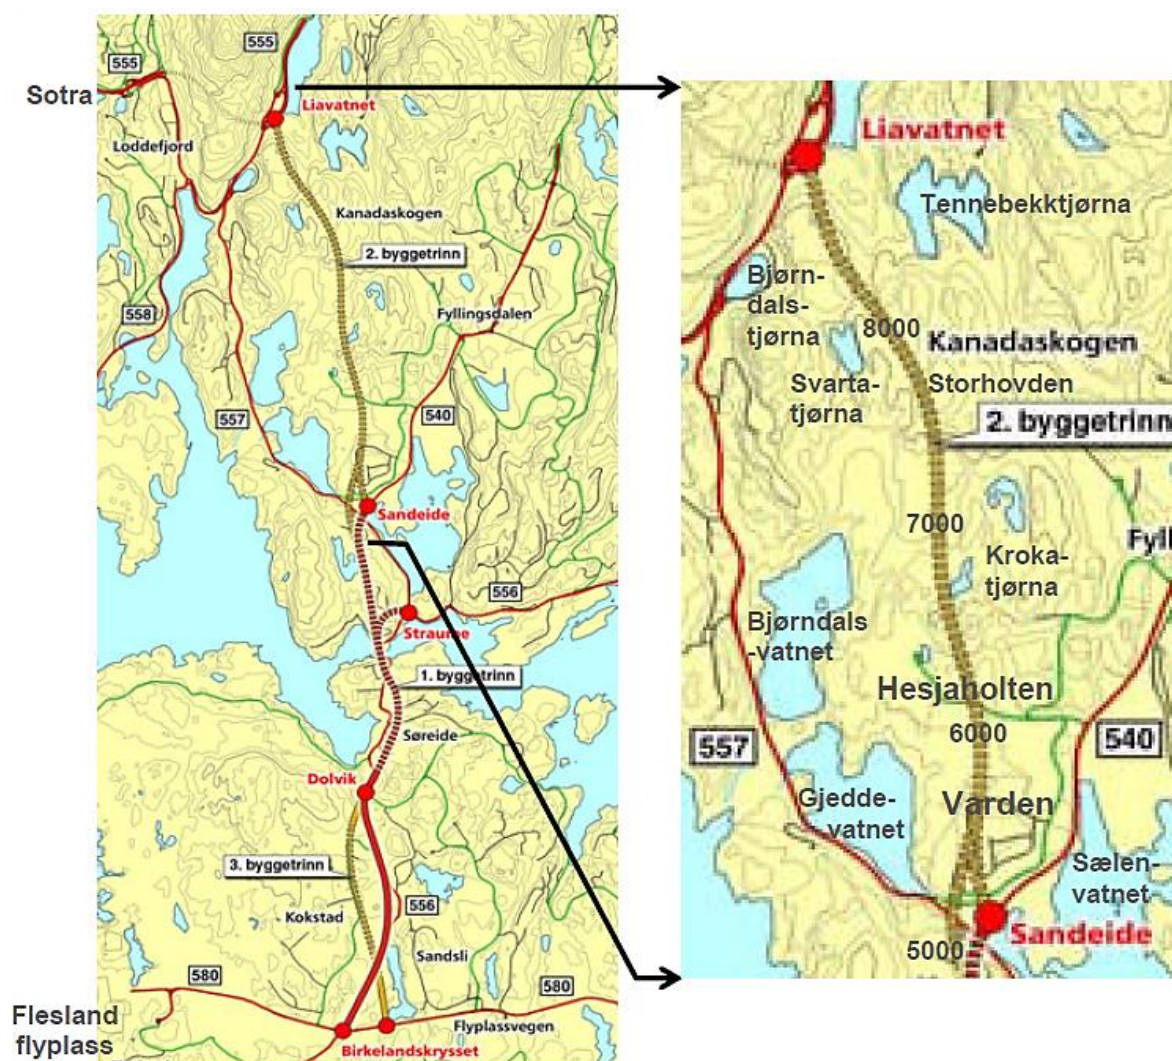 555
555
Sotra
Liavatnet
Loddefjord
Kanadaskogen
2. byggetrinn
558
Fyllingsdalen
557
540
Sandeide
556
Straume
1. byggetrinn
Søreide
Dolvik
3. byggetrinn
Kokstad
556
Sandsli
580
580
Flesland
flyplass
Flyplassvegen
Birkelandskrysset
Liavatnet
Tennebekktjørna
Bjørn-
dals-
tjørna
8000
Kanadaskogen
Svarta-
tjørna
Storhovden
2. byggetrinn
7000
Kroka-
tjørna
Fyll
Bjørndals
-vatnet
Hesjaholten
6000
557
540
Gjedde-
vatnet
Varden
Sælen-
vatnet
5000
Sandeide